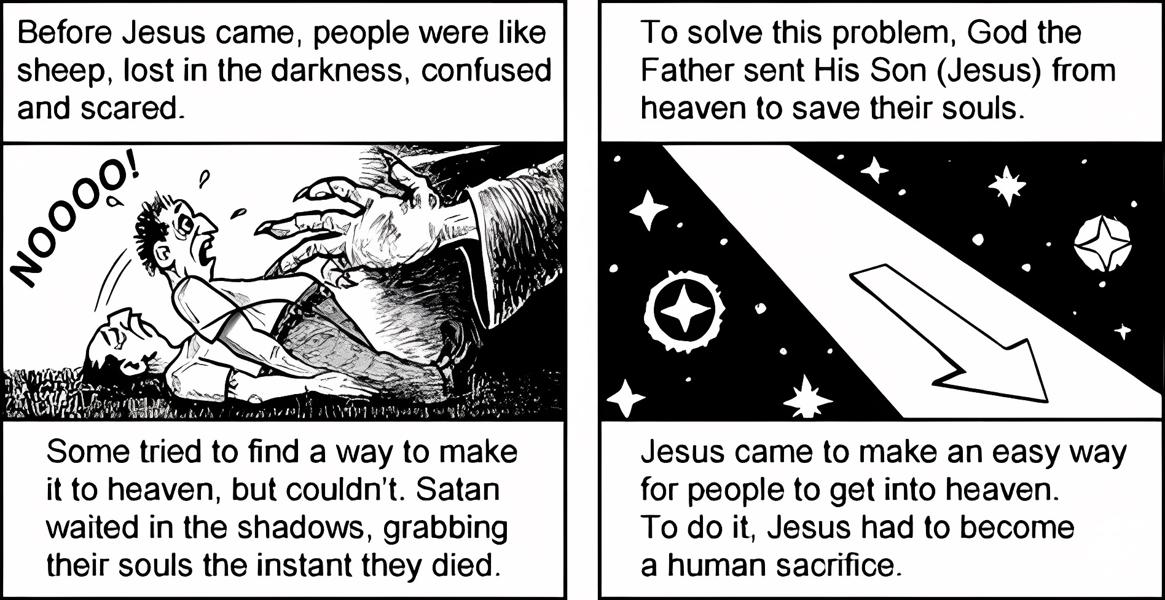 Before Jesus came, people were like
sheep, lost in the darkness, confused
and scared.
NOOOO!
Some tried to find a way to make
it to heaven, but couldn't. Satan
waited in the shadows, grabbing
their souls the instant they died.
To solve this problem, God the
Father sent His Son (Jesus) from
heaven to save their souls.
Jesus came to make an easy way
for people to get into heaven.
To do it, Jesus had to become
a human sacrifice.